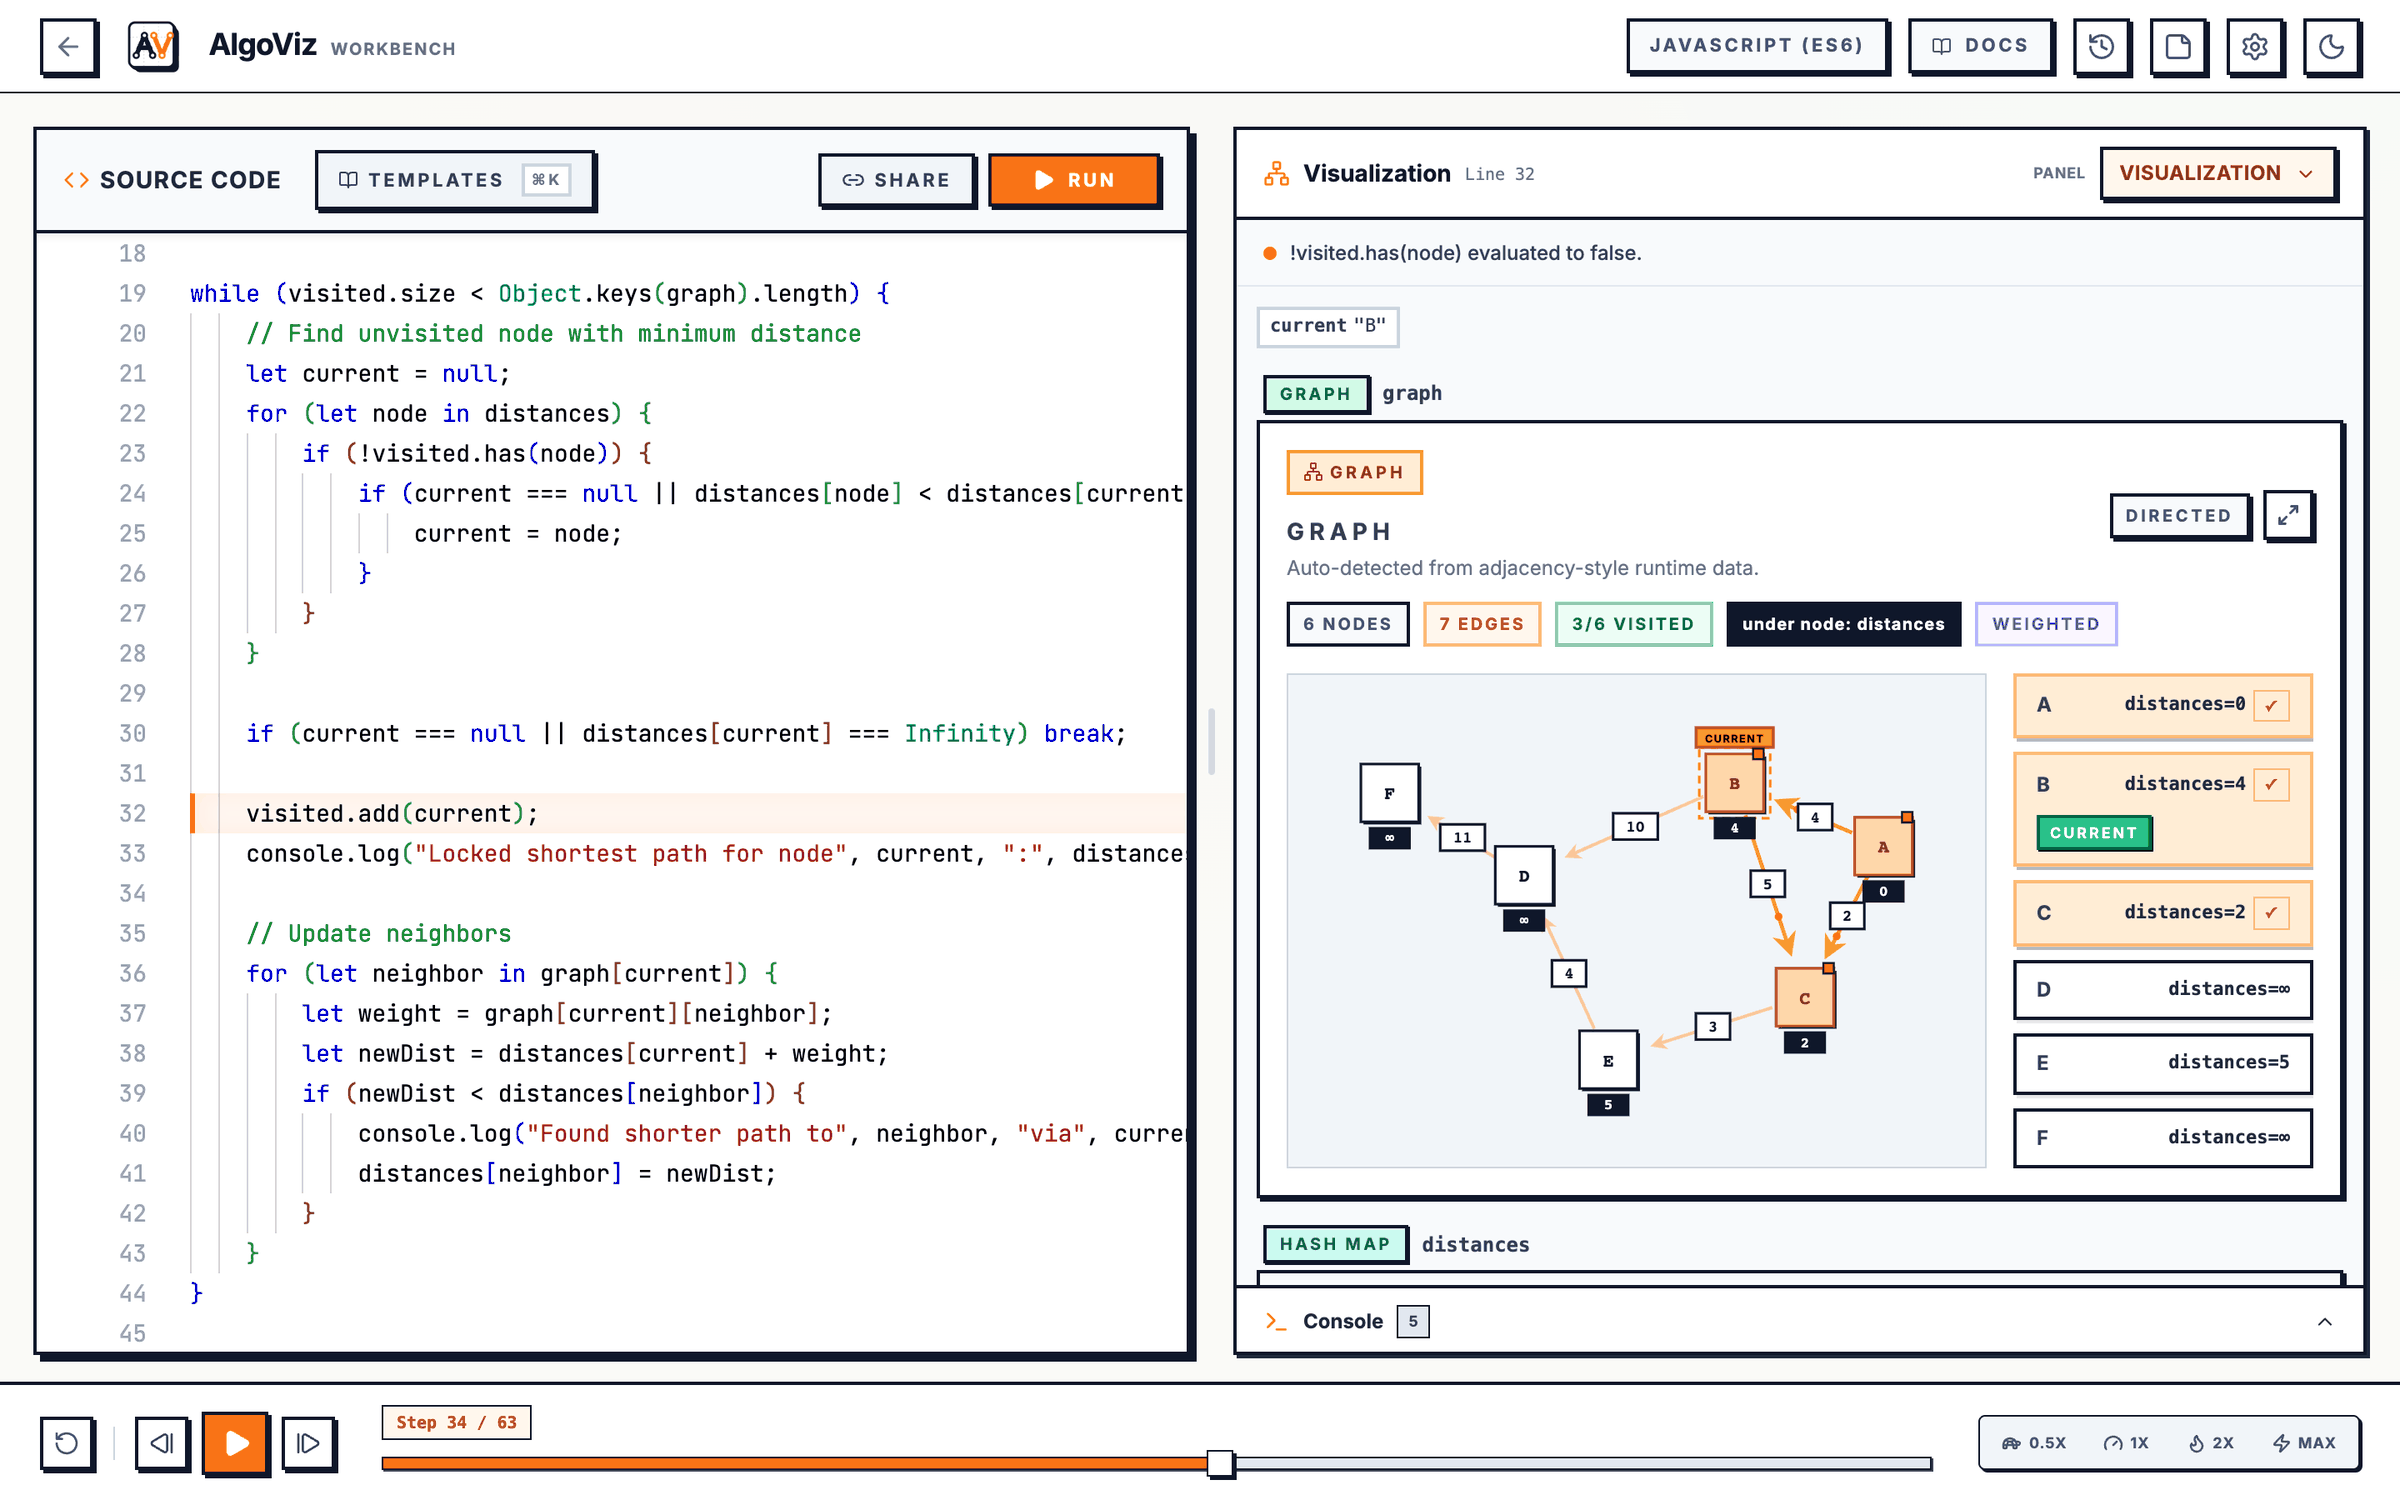 AV
AlgoViz WORKBENCH
JAVASCRIPT (ES6)
DOCS
SOURCE CODE
TEMPLATES ⌘K
SHARE
RUN
18
19 while (visited.size < Object.keys(graph).length) {
20 // Find unvisited node with minimum distance
21 let current = null;
22 for (let node in distances) {
23 if (!visited.has(node)) {
24 if (current === null || distances[node] < distances[current
25 current = node;
26 }
27 }
28 }
29
30 if (current === null || distances[current] === Infinity) break;
31
32 visited.add(current);
33 console.log("Locked shortest path for node", current, ":", distance
34
35 // Update neighbors
36 for (let neighbor in graph[current]) {
37 let weight = graph[current][neighbor];
38 let newDist = distances[current] + weight;
39 if (newDist < distances[neighbor]) {
40 console.log("Found shorter path to", neighbor, "via", curre
41 distances[neighbor] = newDist;
42 }
43 }
44 }
45
Visualization Line 32
PANEL VISUALIZATION
!visited.has(node) evaluated to false.
current "B"
GRAPH graph
GRAPH
GRAPH
DIRECTED
Auto-detected from adjacency-style runtime data.
6 NODES
7 EDGES
3/6 VISITED
under node: distances
WEIGHTED
CURRENT
B
4
F
∞
11
10
4
A
0
D
∞
5
2
4
C
2
3
E
5
A distances=0 ✓
B distances=4 ✓
CURRENT
C distances=2 ✓
D distances=∞
E distances=5
F distances=∞
HASH MAP distances
Console 5
Step 34 / 63
0.5X
1X
2X
MAX